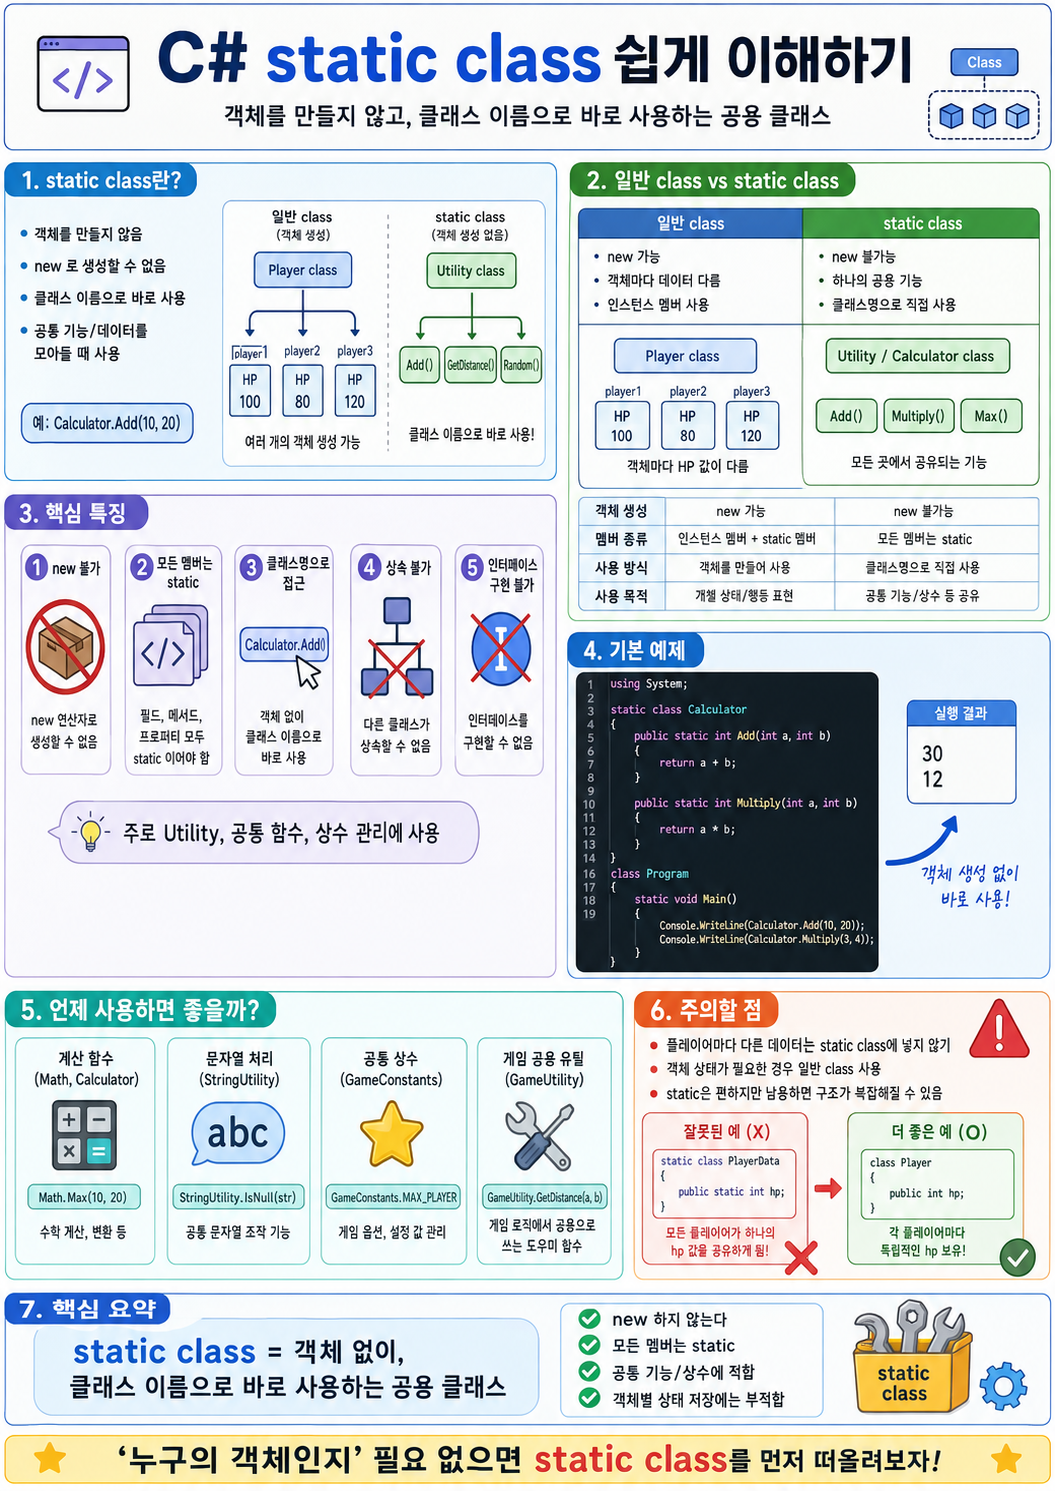 </>
C# static class 쉽게 이해하기
객체를 만들지 않고, 클래스 이름으로 바로 사용하는 공용 클래스
Class
1. static class란?
• 객체를 만들지 않음
• new 로 생성할 수 없음
• 클래스 이름으로 바로 사용
• 공통 기능/데이터를
모아둘 때 사용
예: Calculator.Add(10, 20)
일반 class
(객체 생성)
Player class
player1 player2 player3
HP HP HP
100 80 120
여러 개의 객체 생성 가능
static class
(객체 생성 없음)
Utility class
Add() GetDistance() Random()
클래스 이름으로 바로 사용!
2. 일반 class vs static class
일반 class static class
• new 가능
• 객체마다 데이터 다름
• 인스턴스 멤버 사용
• new 불가능
• 하나의 공용 기능
• 클래스명으로 직접 사용
Player class
player1 player2 player3
HP HP HP
100 80 120
객체마다 HP 값이 다름
Utility / Calculator class
Add() Multiply() Max()
모든 곳에서 공유되는 기능
객체 생성 new 가능 new 불가능
멤버 종류 인스턴스 멤버 + static 멤버 모든 멤버는 static
사용 방식 객체를 만들어 사용 클래스명으로 직접 사용
사용 목적 개챌 상태/행동 표현 공통 기능/상수 등 공유
3. 핵심 특징
1 new 불가
new 연산자로
생성할 수 없음
2 모든 멤버는
static
</>
필드, 메서드,
프로퍼티 모두
static 이어야 함
3 클래스명으로
접근
Calculator.Add()
객체 없이
클래스 이름으로
바로 사용
4 상속 불가
다른 클래스가
상속할 수 없음
5 인터페이스
구현 불가
I
인터페이스를
구현할 수 없음
주로 Utility, 공통 함수, 상수 관리에 사용
4. 기본 예제
1 using System;
2
3 static class Calculator
4 {
5 public static int Add(int a, int b)
6 {
7 return a + b;
8 }
9
10 public static int Multiply(int a, int b)
11 {
12 return a * b;
13 }
14 }
16 class Program
17 {
18 static void Main()
19 {
Console.WriteLine(Calculator.Add(10, 20));
Console.WriteLine(Calculator.Multiply(3, 4));
}
}
실행 결과
30
12
객체 생성 없이
바로 사용!
5. 언제 사용하면 좋을까?
계산 함수
(Math, Calculator)
+ −
× =
Math.Max(10, 20)
수학 계산, 변환 등
문자열 처리
(StringUtility)
abc
StringUtility.IsNull(str)
공통 문자열 조작 기능
공통 상수
(GameConstants)
GameConstants.MAX_PLAYER
게임 옵션, 설정 값 관리
게임 공용 유틸
(GameUtility)
GameUtility.GetDistance(a, b)
게임 로직에서 공용으로
쓰는 도우미 함수
6. 주의할 점
• 플레이어마다 다른 데이터는 static class에 넣지 않기
• 객체 상태가 필요한 경우 일반 class 사용
• static은 편하지만 남용하면 구조가 복잡해질 수 있음
!
잘못된 예 (X)
static class PlayerData
{
public static int hp;
}
모든 플레이어가 하나의
hp 값을 공유하게 됨!
더 좋은 예 (O)
class Player
{
public int hp;
}
각 플레이어마다
독립적인 hp 보유!
7. 핵심 요약
static class = 객체 없이,
클래스 이름으로 바로 사용하는 공용 클래스
new 하지 않는다
모든 멤버는 static
공통 기능/상수에 적합
객체별 상태 저장에는 부적합
static
class
‘누구의 객체인지’ 필요 없으면 static class를 먼저 떠올려보자!